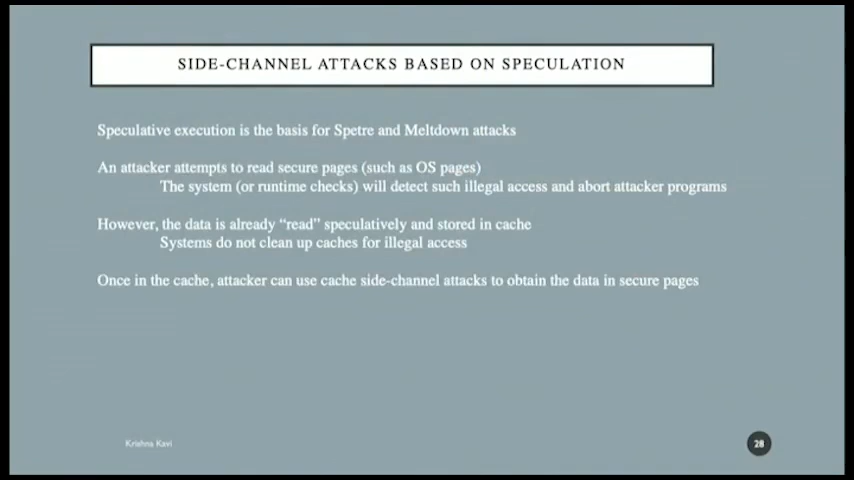 SIDE-CHANNEL ATTACKS BASED ON SPECULATION
Speculative execution is the basis for Spetre and Meltdown attacks
An attacker attempts to read secure pages (such as OS pages)
The system (or runtime checks) will detect such illegal access and abort attacker programs
However, the data is already “read” speculatively and stored in cache
Systems do not clean up caches for illegal access
Once in the cache, attacker can use cache side-channel attacks to obtain the data in secure pages
Krishna Kavi
28